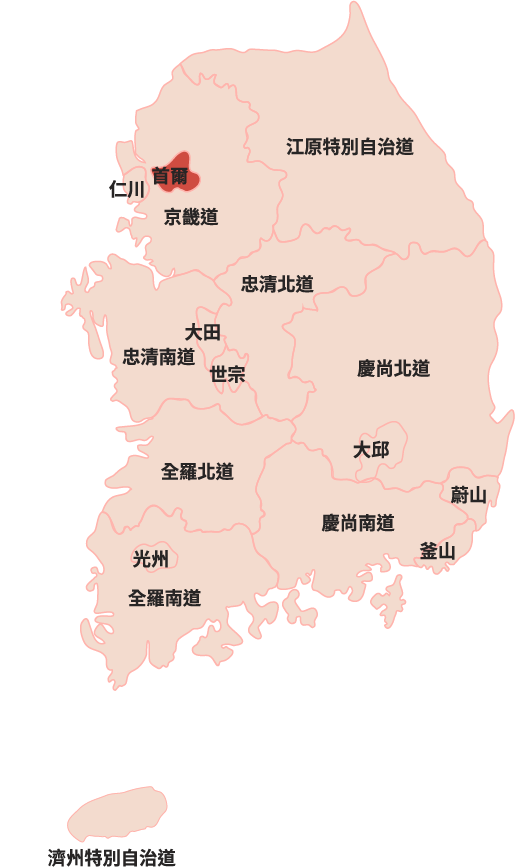 江原特別自治道
首爾
仁川
京畿道
忠清北道
大田
忠清南道
世宗
慶尚北道
大邱
全羅北道
蔚山
慶尚南道
釜山
光州
全羅南道
濟州特別自治道